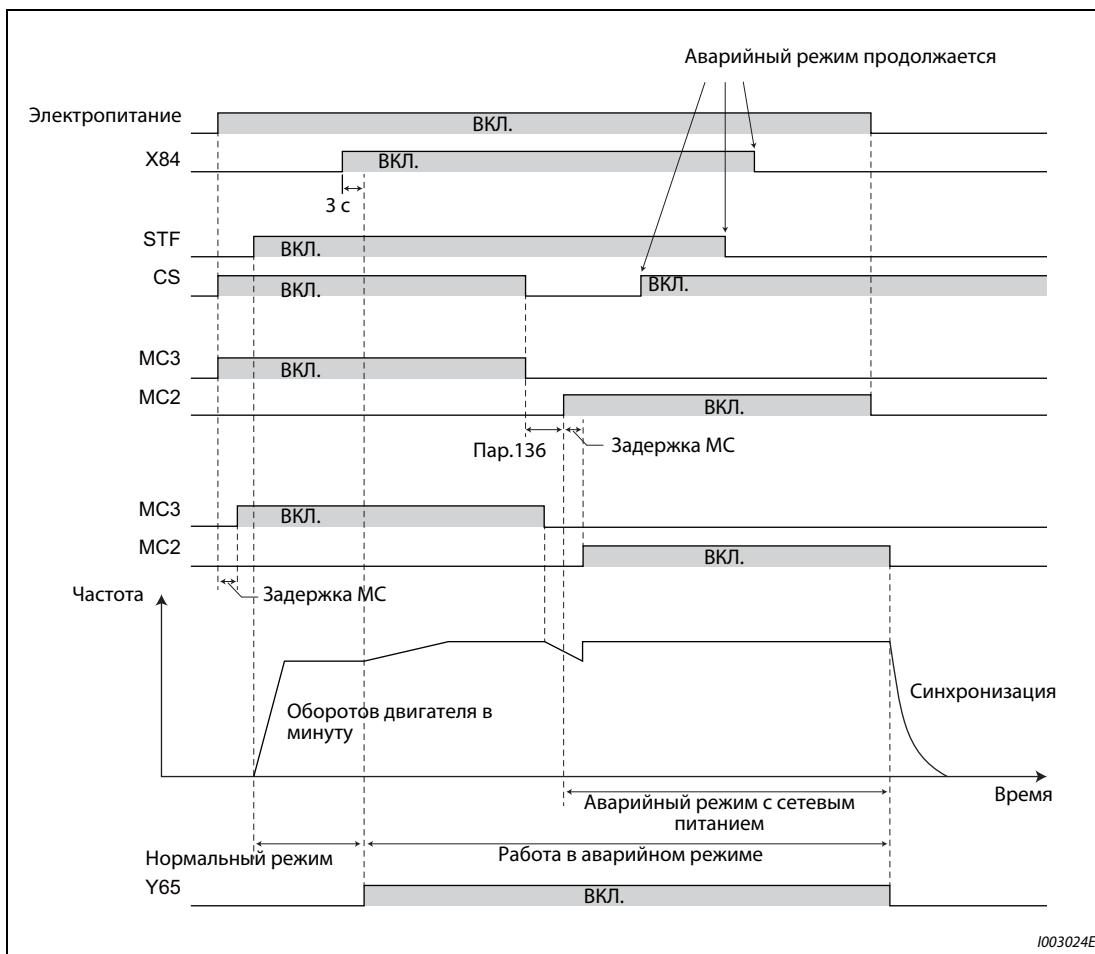 Аварийный режим продолжается
Электропитание
ВКЛ.
X84
ВКЛ.
3 с
STF
ВКЛ.
CS
ВКЛ.
ВКЛ.
MC3
ВКЛ.
MC2
ВКЛ.
Пар.136
Задержка МС
MC3
ВКЛ.
MC2
ВКЛ.
Задержка МС
Частота
Синхронизация
Оборотов двигателя в
минуту
Время
Аварийный режим с сетевым
питанием
Нормальный режим
Работа в аварийном режиме
Y65
ВКЛ.
I003024E